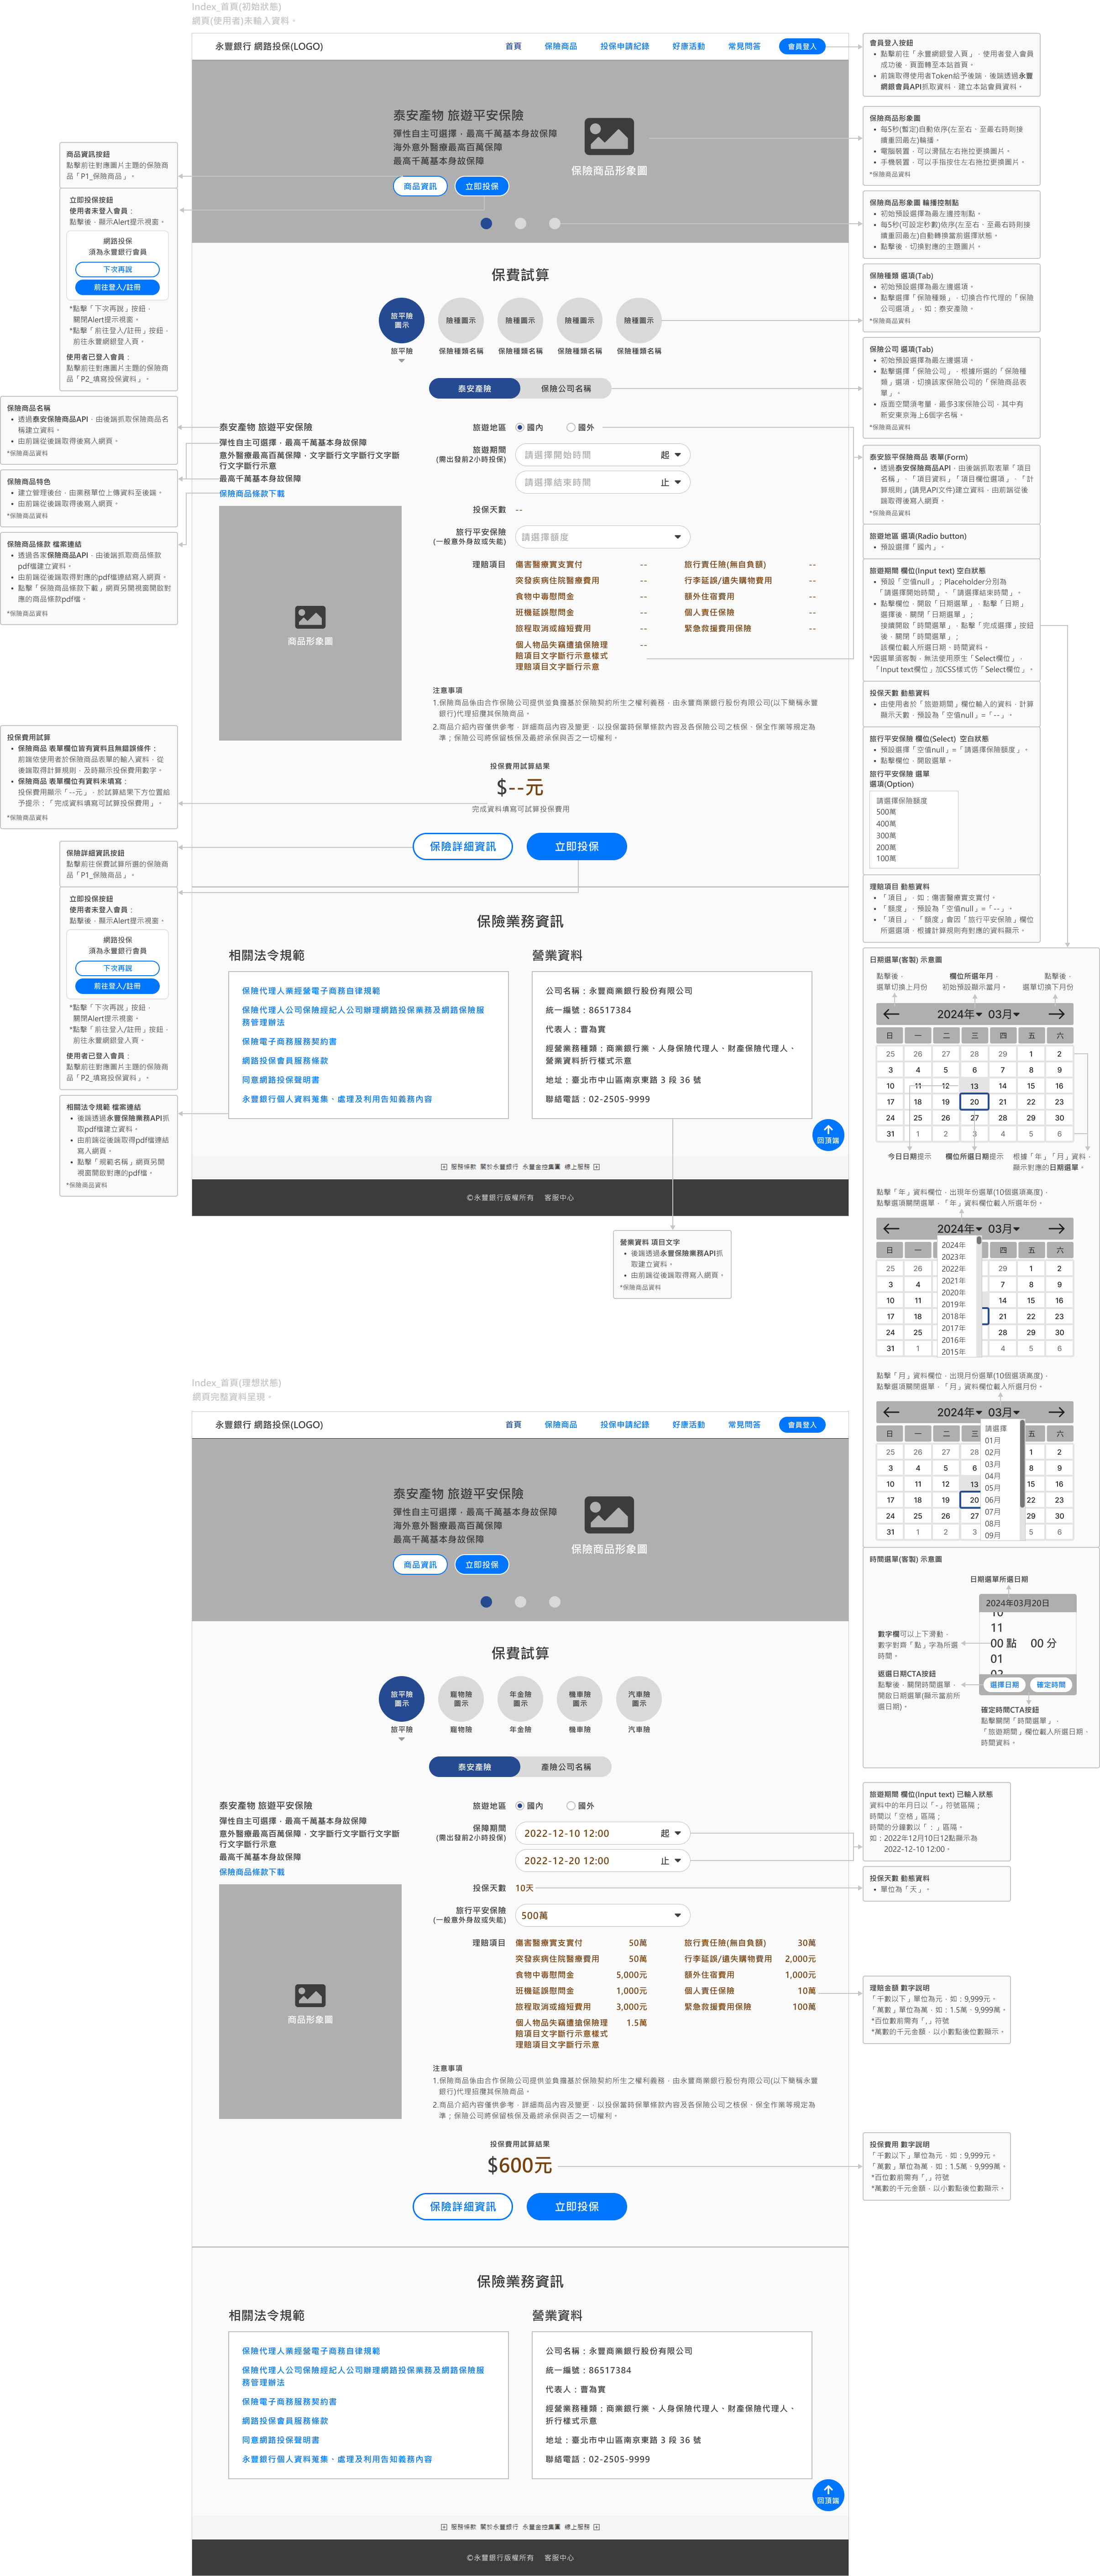 Index_首頁(初始狀態)
網頁(使用者)未輸入資料。
永豐銀行 網路投保(LOGO)
首頁
保險商品
投保申請紀錄
好康活動
常見問答
會員登入
泰安產物 旅遊平安保險
彈性自主可選擇，最高千萬基本身故保障
海外意外醫療最高百萬保障
最高千萬基本身故保障
商品資訊
立即投保
保險商品形象圖
保費試算
旅平險
圖示
險種圖示
險種圖示
險種圖示
險種圖示
旅平險
保險種類名稱
保險種類名稱
保險種類名稱
保險種類名稱
泰安產險
保險公司名稱
泰安產物 旅遊平安保險
彈性自主可選擇，最高千萬基本身故保障
意外醫療最高百萬保障，文字斷行文字斷行文字斷
行文字斷行示意
最高千萬基本身故保障
保險商品條款下載
商品形象圖
旅遊地區
國內
國外
旅遊期間
(需出發前2小時投保)
請選擇開始時間
起
請選擇結束時間
止
投保天數
--
旅行平安保險
(一般意外身故或失能)
請選擇額度
理賠項目
傷害醫療實支實付 --
旅行責任險(無自負額) --
突發疾病住院醫療費用 --
行李延誤/遺失購物費用 --
食物中毒慰問金 --
額外住宿費用 --
班機延誤慰問金 --
個人責任保險 --
旅程取消或縮短費用 --
緊急救援費用保險 --
個人物品失竊遭搶保險理 --
賠項目文字斷行示意樣式
理賠項目文字斷行示意
注意事項
1.保險商品係由合作保險公司提供並負擔基於保險契約所生之權利義務，由永豐商業銀行股份有限公司(以下簡稱永豐
銀行)代理招攬其保險商品。
2.商品介紹內容僅供參考，詳細商品內容及變更，以投保當時保單條款內容及各保險公司之核保、保全作業等規定為
準；保險公司將保留核保及最終承保與否之一切權利。
投保費用試算結果
$--元
完成資料填寫可試算投保費用
保險詳細資訊
立即投保
保險業務資訊
相關法令規範
保險代理人業經營電子商務自律規範
保險代理人公司保險經紀人公司辦理網路投保業務及網路保險服
務管理辦法
保險電子商務服務契約書
網路投保會員服務條款
同意網路投保聲明書
永豐銀行個人資料蒐集、處理及利用告知義務內容
營業資料
公司名稱：永豐商業銀行股份有限公司
統一編號：86517384
代表人：曹為實
經營業務種類：商業銀行業、人身保險代理人、財產保險代理人、
營業資料折行樣式示意
地址：臺北市中山區南京東路 3 段 36 號
聯絡電話：02-2505-9999
回頂端
服務條款 關於永豐銀行 永豐金控集團 線上服務
©永豐銀行版權所有 客服中心
商品資訊按鈕
點擊前往對應圖片主題的保險商
品「P1_保險商品」。
立即投保按鈕
使用者未登入會員：
點擊後，顯示Alert提示視窗。
網路投保
須為永豐銀行會員
下次再說
前往登入/註冊
*點擊「下次再說」按鈕，
關閉Alert提示視窗。
*點擊「前往登入/註冊」按鈕，
前往永豐網銀登入頁。
使用者已登入會員：
點擊前往對應圖片主題的保險商
品「P2_填寫投保資料」。
保險商品名稱
• 透過泰安保險商品API，由後端抓取保險商品名
稱建立資料。
• 由前端從後端取得後寫入網頁。
*保險商品資料
保險商品特色
• 建立管理後台，由業務單位上傳資料至後端。
• 由前端從後端取得後寫入網頁。
*保險商品資料
保險商品條款 檔案連結
• 透過各家保險商品API，由後端抓取商品條款
pdf檔建立資料。
• 由前端從後端取得對應的pdf檔連結寫入網頁。
• 點擊「保險商品條款下載」網頁另開視窗開啟對
應的商品條款pdf檔。
*保險商品資料
投保費用試算
• 保險商品 表單欄位皆有資料且無錯誤條件：
前端依使用者於保險商品表單的輸入資料，從
後端取得計算規則，及時顯示投保費用數字。
• 保險商品 表單欄位有資料未填寫：
投保費用顯示「--元」，於試算結果下方位置給
予提示：「完成資料填寫可試算投保費用」。
*保險商品資料
保險詳細資訊按鈕
點擊前往保費試算所選的保險商
品「P1_保險商品」。
立即投保按鈕
使用者未登入會員：
點擊後，顯示Alert提示視窗。
網路投保
須為永豐銀行會員
下次再說
前往登入/註冊
*點擊「下次再說」按鈕，
關閉Alert提示視窗。
*點擊「前往登入/註冊」按鈕，
前往永豐網銀登入頁。
使用者已登入會員：
點擊前往對應圖片主題的保險商
品「P2_填寫投保資料」。
相關法令規範 檔案連結
• 後端透過永豐保險業務API抓
取pdf檔建立資料。
• 由前端從後端取得pdf檔連結
寫入網頁。
• 點擊「規範名稱」網頁另開
視窗開啟對應的pdf檔。
*保險商品資料
營業資料 項目文字
• 後端透過永豐保險業務API抓
取建立資料。
• 由前端從後端取得寫入網頁。
*保險商品資料
會員登入按鈕
• 點擊前往「永豐網銀登入頁」，使用者登入會員
成功後，頁面轉至本站首頁。
• 前端取得使用者Token給予後端，後端透過永豐
網銀會員API抓取資料，建立本站會員資料。
保險商品形象圖
• 每5秒(暫定)自動依序(左至右、至最右時則接
續重回最左)輪播。
• 電腦裝置，可以滑鼠左右拖拉更換圖片。
• 手機裝置，可以手指按住左右拖拉更換圖片。
*保險商品資料
保險商品形象圖 輪播控制點
• 初始預設選擇為最左邊控制點。
• 每5秒(可設定秒數)依序(左至右、至最右時則接
續重回最左)自動轉換當前選擇狀態。
• 點擊後，切換對應的主題圖片。
保險種類 選項(Tab)
• 初始預設選擇為最左邊選項。
• 點擊選擇「保險種類」，切換合作代理的「保險
公司選項」，如：泰安產險。
*保險商品資料
保險公司 選項(Tab)
• 初始預設選擇為最左邊選項。
• 點擊選擇「保險公司」，根據所選的「保險種
類」選項，切換該家保險公司的「保險商品表
單」。
• 版面空間須考量，最多3家保險公司，其中有
新安東京海上6個字名稱。
*保險商品資料
泰安旅平保險商品 表單(Form)
• 透過泰安保險商品API，由後端抓取表單「項目
名稱」、「項目資料」「項目欄位選項」、「計
算規則」(請見API文件)建立資料，由前端從後
端取得後寫入網頁。
*保險商品資料
旅遊地區 選項(Radio button)
• 預設選擇「國內」。
旅遊期間 欄位(Input text) 空白狀態
• 預設「空值null」；Placeholder分別為
「請選擇開始時間」、「請選擇結束時間」。
• 點擊欄位，開啟「日期選單」，點擊「日期」
選擇後，關閉「日期選單」；
接續開啟「時間選單」，點擊「完成選擇」按鈕
後，關閉「時間選單」；
該欄位載入所選日期、時間資料。
*因選單須客製，無法使用原生「Select欄位」，
「Input text欄位」加CSS樣式仿「Select欄位」。
投保天數 動態資料
• 由使用者於「旅遊期間」欄位輸入的資料，計算
顯示天數，預設為「空值null」=「--」。
旅行平安保險 欄位(Select) 空白狀態
• 預設選擇「空值null」=「請選擇保險額度」。
• 點擊欄位，開啟選單。
旅行平安保險 選單
選項(Option)
請選擇保險額度
500萬
400萬
300萬
200萬
100萬
理賠項目 動態資料
• 「項目」，如：傷害醫療實支實付。
• 「額度」，預設為「空值null」=「--」。
• 「項目」、「額度」會因「旅行平安保險」欄位
所選選項，根據計算規則有對應的資料顯示。
日期選單(客製) 示意圖
點擊後，
選單切換上月份
欄位所選年月，
初始預設顯示當月。
點擊後，
選單切換下月份
2024年 03月
日 一 二 三 四 五 六
25 26 27 28 29 1 2
3 4 5 6 7 8 9
10 11 12 13 14 15 16
17 18 19 20 21 22 23
24 25 26 27 28 29 30
31 1 2 3 4 5 6
今日日期提示
欄位所選日期提示
根據「年」「月」資料，
顯示對應的日期選單。
點擊「年」資料欄位，出現年份選單(10個選項高度)，
點擊選項關閉選單，「年」資料欄位載入所選年份。
2024年 03月
日 一 四 五 六
25 26 29 1 2
3 4 7 8 9
10 11 14 15 16
17 18 21 22 23
24 25 28 29 30
31 1 4 5 6
2024年
2023年
2022年
2021年
2020年
2019年
2018年
2017年
2016年
2015年
點擊「月」資料欄位，出現月份選單(10個選項高度)，
點擊選項關閉選單，「月」資料欄位載入所選月份。
2024年 03月
日 一 二 三 五 六
25 26 27 28 1 2
3 4 5 6 8 9
10 11 12 13 15 16
17 18 19 20 22 23
24 25 26 27 29 30
31 1 2 3 5 6
請選擇
01月
02月
03月
04月
05月
06月
07月
08月
09月
時間選單(客製) 示意圖
日期選單所選日期
2024年03月20日
10
11
00 點 00 分
01
02
選擇日期
確定時間
數字欄可以上下滑動，
數字對齊「點」字為所選
時間。
返選日期CTA按鈕
點擊後，關閉時間選單，
開啟日期選單(顯示當前所
選日期)。
確定時間CTA按鈕
點擊關閉「時間選單」，
「旅遊期間」欄位載入所選日期、
時間資料。
Index_首頁(理想狀態)
網頁完整資料呈現。
永豐銀行 網路投保(LOGO)
首頁
保險商品
投保申請紀錄
好康活動
常見問答
會員登入
泰安產物 旅遊平安保險
彈性自主可選擇，最高千萬基本身故保障
海外意外醫療最高百萬保障
最高千萬基本身故保障
商品資訊
立即投保
保險商品形象圖
保費試算
旅平險
圖示
寵物險
圖示
年金險
圖示
機車險
圖示
汽車險
圖示
旅平險
寵物險
年金險
機車險
汽車險
泰安產險
產險公司名稱
泰安產物 旅遊平安保險
彈性自主可選擇，最高千萬基本身故保障
意外醫療最高百萬保障，文字斷行文字斷行文字斷
行文字斷行示意
最高千萬基本身故保障
保險商品條款下載
商品形象圖
旅遊地區
國內
國外
保障期間
(需出發前2小時投保)
2022-12-10 12:00
起
2022-12-20 12:00
止
投保天數
10天
旅行平安保險
(一般意外身故或失能)
500萬
理賠項目
傷害醫療實支實付 50萬
旅行責任險(無自負額) 30萬
突發疾病住院醫療費用 50萬
行李延誤/遺失購物費用 2,000元
食物中毒慰問金 5,000元
額外住宿費用 1,000元
班機延誤慰問金 1,000元
個人責任保險 10萬
旅程取消或縮短費用 3,000元
緊急救援費用保險 100萬
個人物品失竊遭搶保險理 1.5萬
賠項目文字斷行示意樣式
理賠項目文字斷行示意
注意事項
1.保險商品係由合作保險公司提供並負擔基於保險契約所生之權利義務，由永豐商業銀行股份有限公司(以下簡稱永豐
銀行)代理招攬其保險商品。
2.商品介紹內容僅供參考，詳細商品內容及變更，以投保當時保單條款內容及各保險公司之核保、保全作業等規定為
準；保險公司將保留核保及最終承保與否之一切權利。
投保費用試算結果
$600元
保險詳細資訊
立即投保
旅遊期間 欄位(Input text) 已輸入狀態
資料中的年月日以「-」符號區隔；
時間以「空格」區隔；
時間的分鐘數以「：」區隔。
如：2022年12月10日12點顯示為
2022-12-10 12:00。
投保天數 動態資料
• 單位為「天」。
理賠金額 數字說明
「千數以下」單位為元，如：9,999元。
「萬數」單位為萬，如：1.5萬、9,999萬。
*百位數前需有「,」符號
*萬數的千元金額，以小數點後位數顯示。
投保費用 數字說明
「千數以下」單位為元，如：9,999元。
「萬數」單位為萬，如：1.5萬、9,999萬。
*百位數前需有「,」符號
*萬數的千元金額，以小數點後位數顯示。
保險業務資訊
相關法令規範
保險代理人業經營電子商務自律規範
保險代理人公司保險經紀人公司辦理網路投保業務及網路保險服
務管理辦法
保險電子商務服務契約書
網路投保會員服務條款
同意網路投保聲明書
永豐銀行個人資料蒐集、處理及利用告知義務內容
營業資料
公司名稱：永豐商業銀行股份有限公司
統一編號：86517384
代表人：曹為實
經營業務種類：商業銀行業、人身保險代理人、財產保險代理人、
折行樣式示意
地址：臺北市中山區南京東路 3 段 36 號
聯絡電話：02-2505-9999
回頂端
服務條款 關於永豐銀行 永豐金控集團 線上服務
©永豐銀行版權所有 客服中心